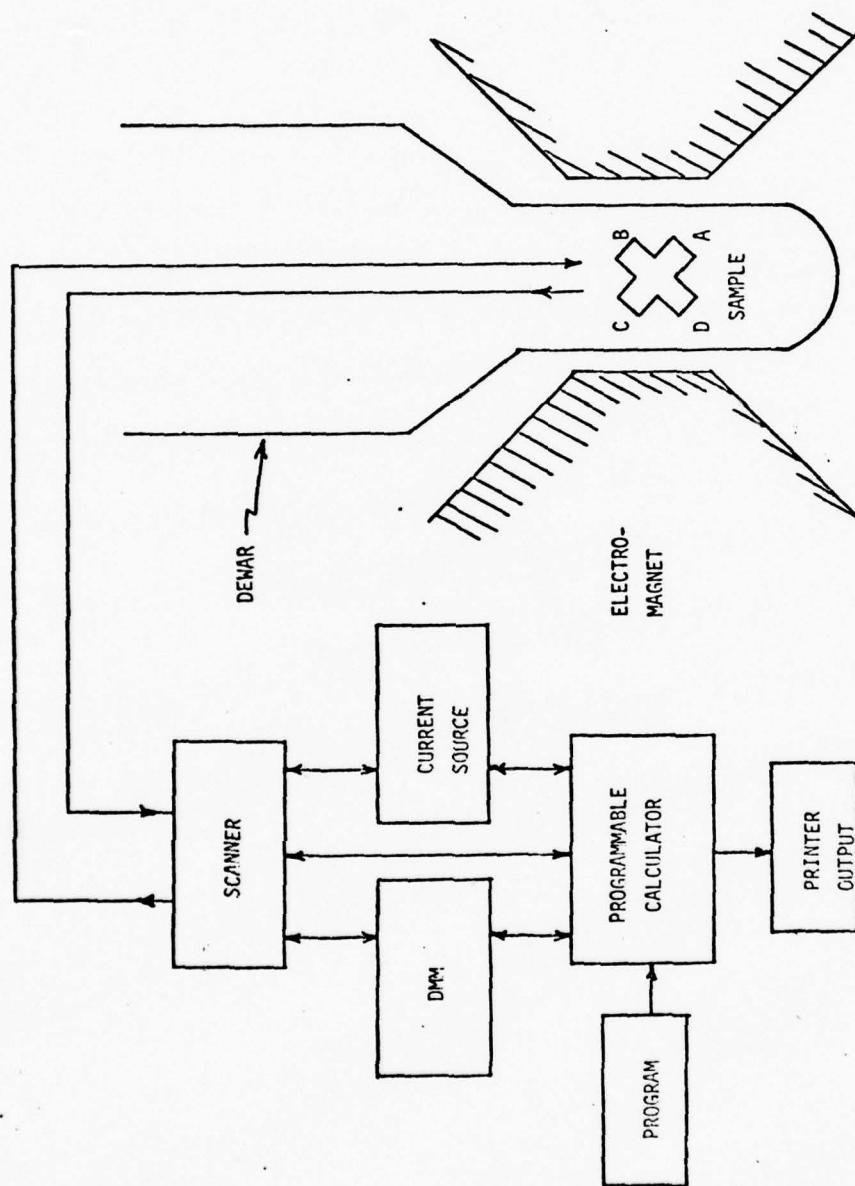 DEWAR
ELECTRO-
MAGNET
C
B
D
A
SAMPLE
SCANNER
DMM
CURRENT
SOURCE
PROGRAMMABLE
CALCULATOR
PROGRAM
PRINTER
OUTPUT